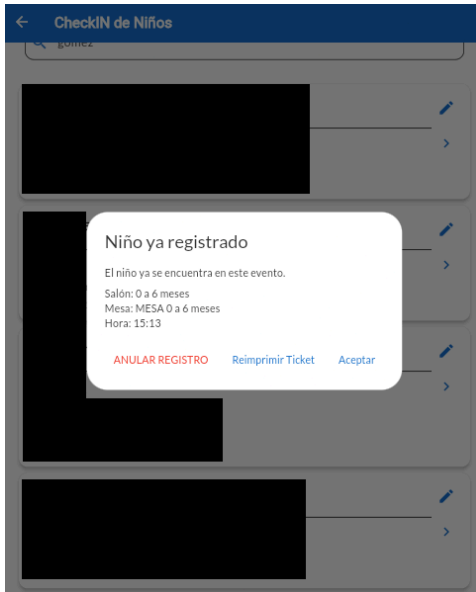 CheckIN de Niños
gomez
Niño ya registrado
El niño ya se encuentra en este evento.
Salón: 0 a 6 meses
Mesa: MESA 0 a 6 meses
Hora: 15:13
ANULAR REGISTRO Reimprimir Ticket Aceptar